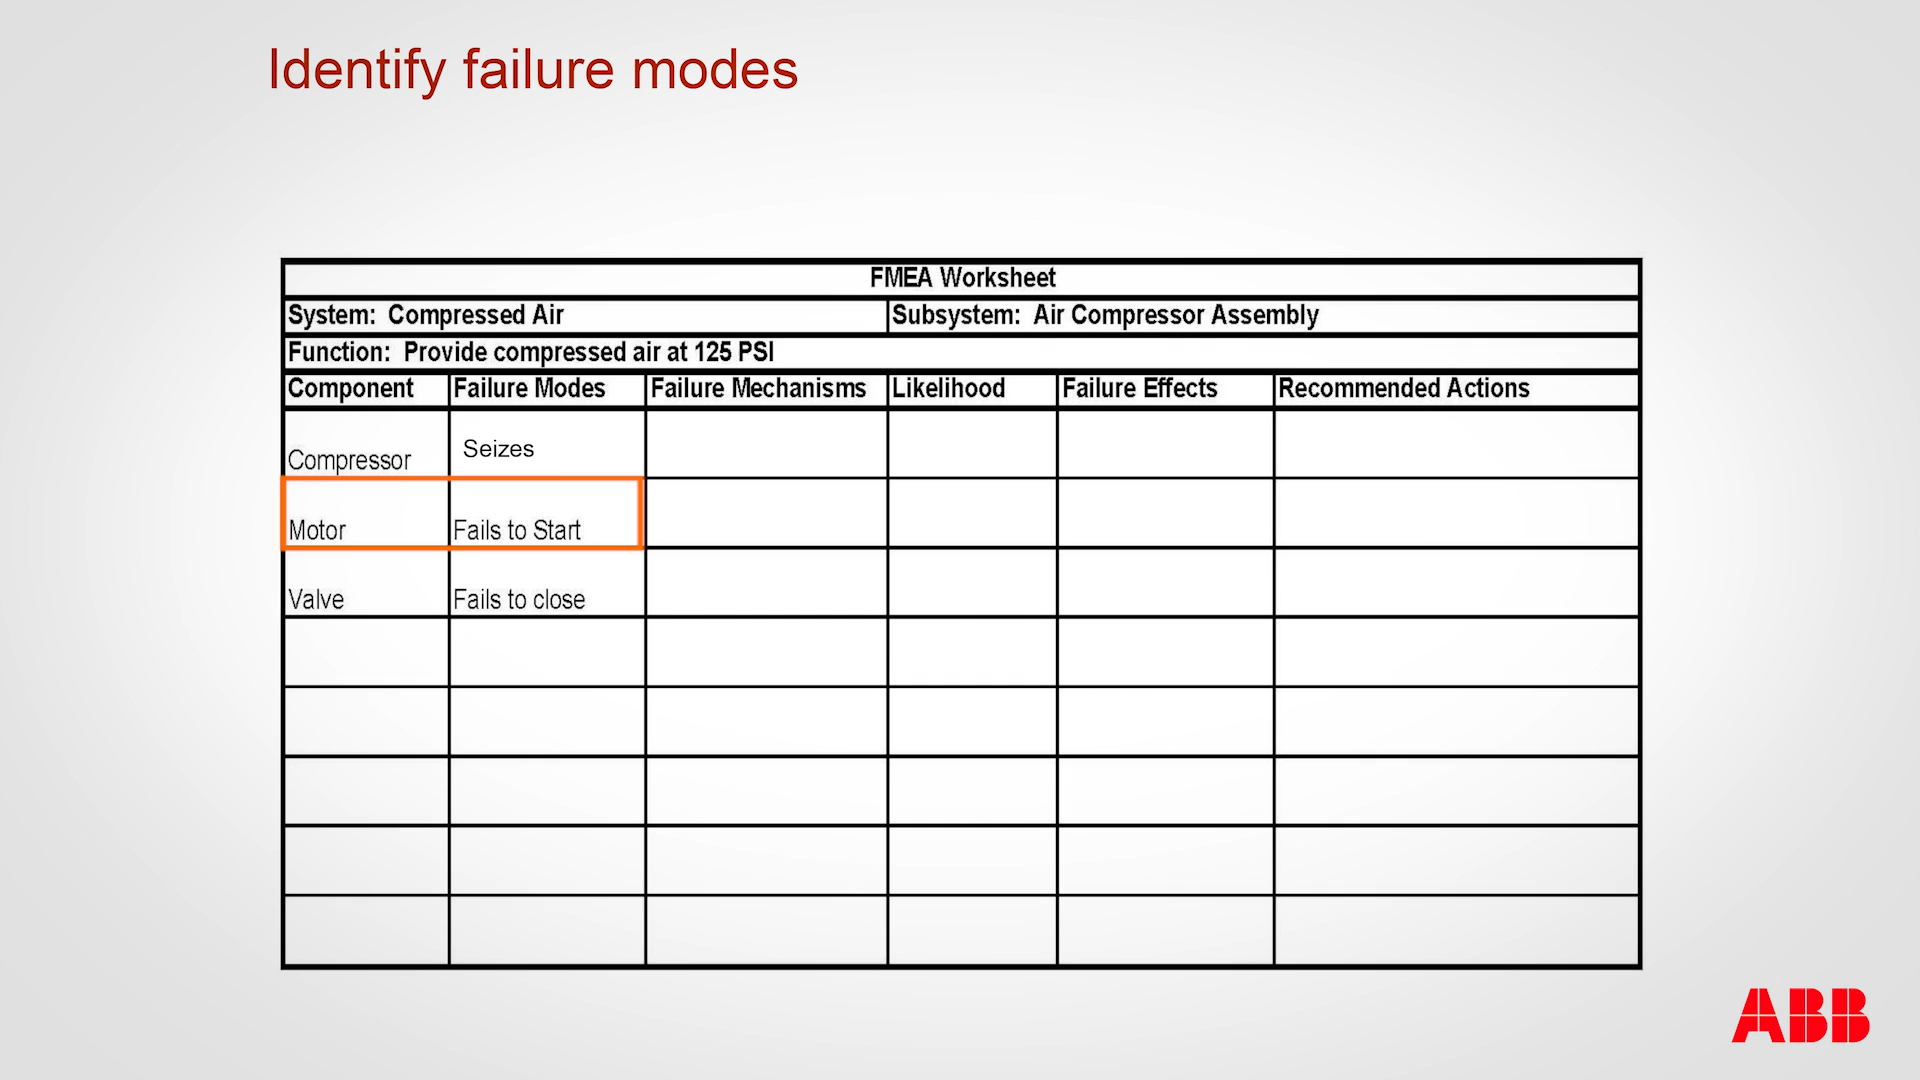 Identify failure modes
FMEA Worksheet
System: Compressed Air
Subsystem: Air Compressor Assembly
Function: Provide compressed air at 125 PSI
Component Failure Modes Failure Mechanisms Likelihood Failure Effects Recommended Actions
Compressor Seizes
Motor Fails to Start
Valve Fails to close
ABB